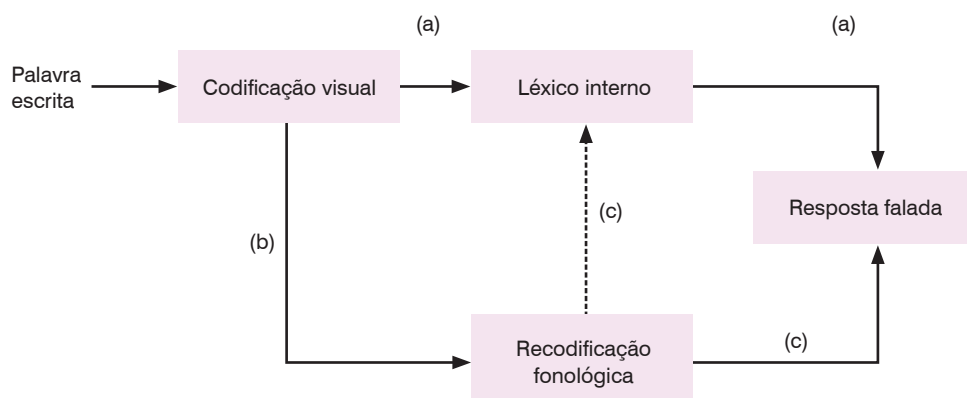 (a)
(a)
Palavra
escrita
Codificação visual
Léxico interno
Resposta falada
(b)
(c)
Recodificação
fonológica
(c)